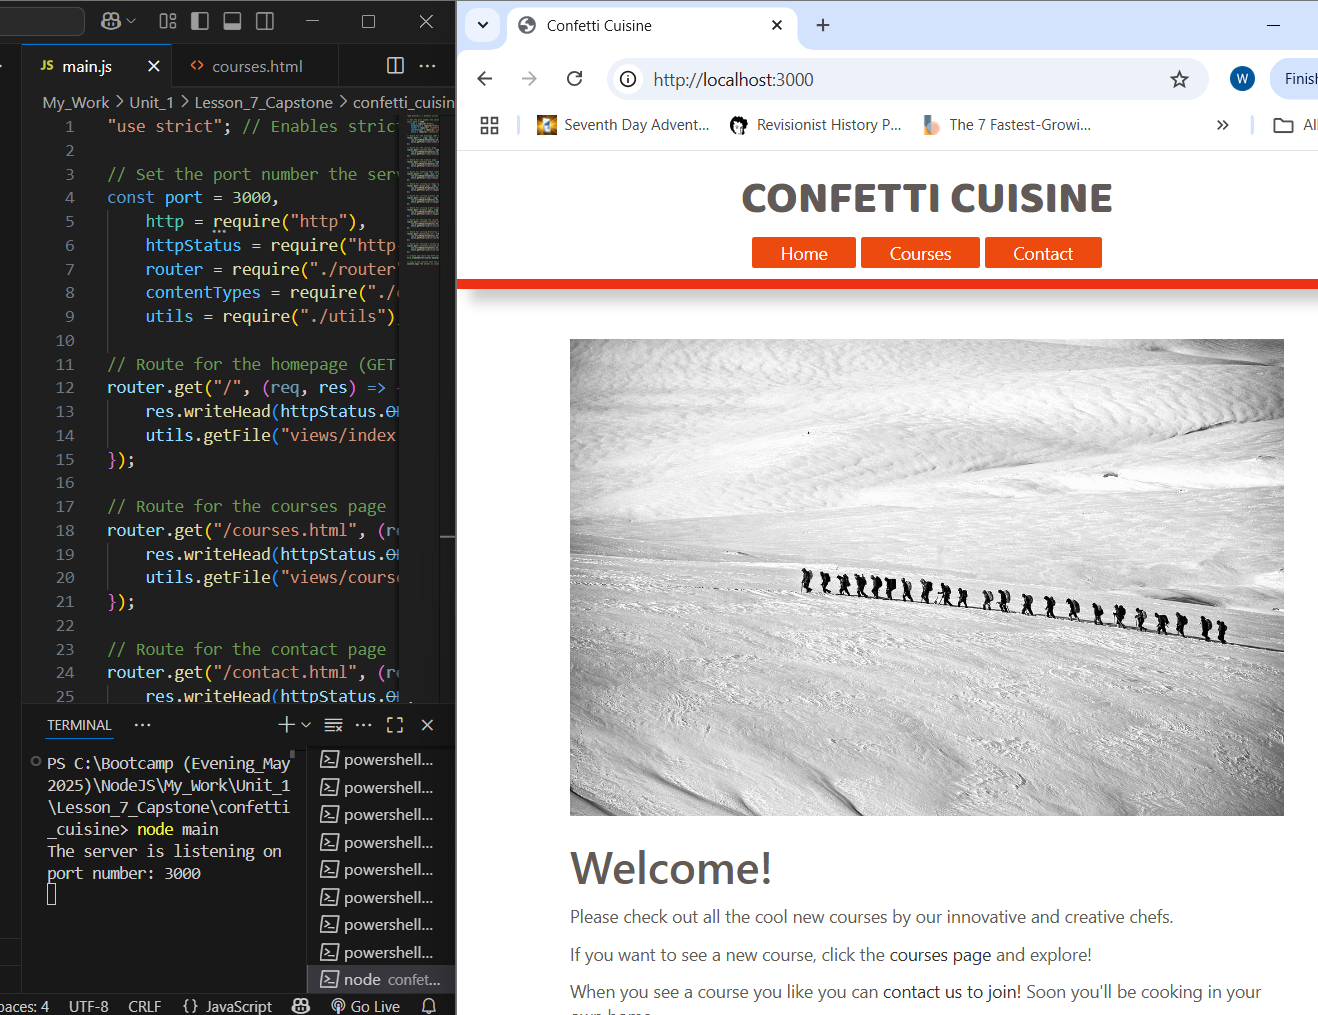 JS main.js
<> courses.html
My_Work > Unit_1 > Lesson_7_Capstone > confetti_cuisin
1 "use strict"; // Enables stric
2
3 // Set the port number the ser
4 const port = 3000,
5 http = require("http"),
6 httpStatus = require("http
7 router = require("./router
8 contentTypes = require("./
9 utils = require("./utils")
10
11 // Route for the homepage (GET
12 router.get("/", (req, res) =>
13 res.writeHead(httpStatus.O
14 utils.getFile("views/index
15 });
16
17 // Route for the courses page
18 router.get("/courses.html", (r
19 res.writeHead(httpStatus.O
20 utils.getFile("views/cours
21 });
22
23 // Route for the contact page
24 router.get("/contact.html", (r
25 res.writeHead(httpStatus.O
TERMINAL
PS C:\Bootcamp (Evening_May
2025)\NodeJS\My_Work\Unit_1
\Lesson_7_Capstone\confetti
_cuisine> node main
The server is listening on
port number: 3000
powershell...
powershell...
powershell...
powershell...
powershell...
powershell...
powershell...
powershell...
node confet...
paces: 4 UTF-8 CRLF {} JavaScript Go Live
Confetti Cuisine
http://localhost:3000
W
Finish
Seventh Day Advent...
Revisionist History P...
The 7 Fastest-Growi...
All
CONFETTI CUISINE
Home
Courses
Contact
Welcome!
Please check out all the cool new courses by our innovative and creative chefs.
If you want to see a new course, click the courses page and explore!
When you see a course you like you can contact us to join! Soon you'll be cooking in your
own home